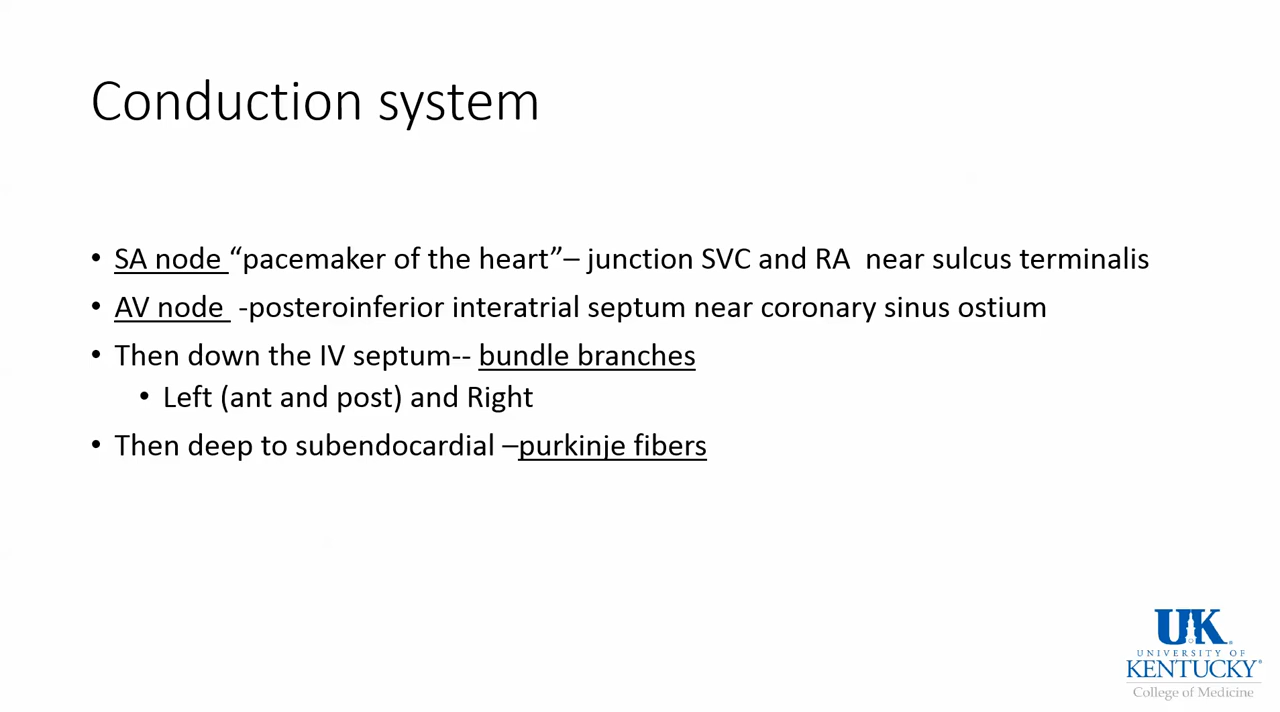 Conduction system
• SA node “pacemaker of the heart”– junction SVC and RA  near sulcus terminalis
• AV node  -posteroinferior interatrial septum near coronary sinus ostium
• Then down the IV septum-- bundle branches
• Left (ant and post) and Right
• Then deep to subendocardial –purkinje fibers
UK®
UNIVERSITY OF
KENTUCKY®
College of Medicine